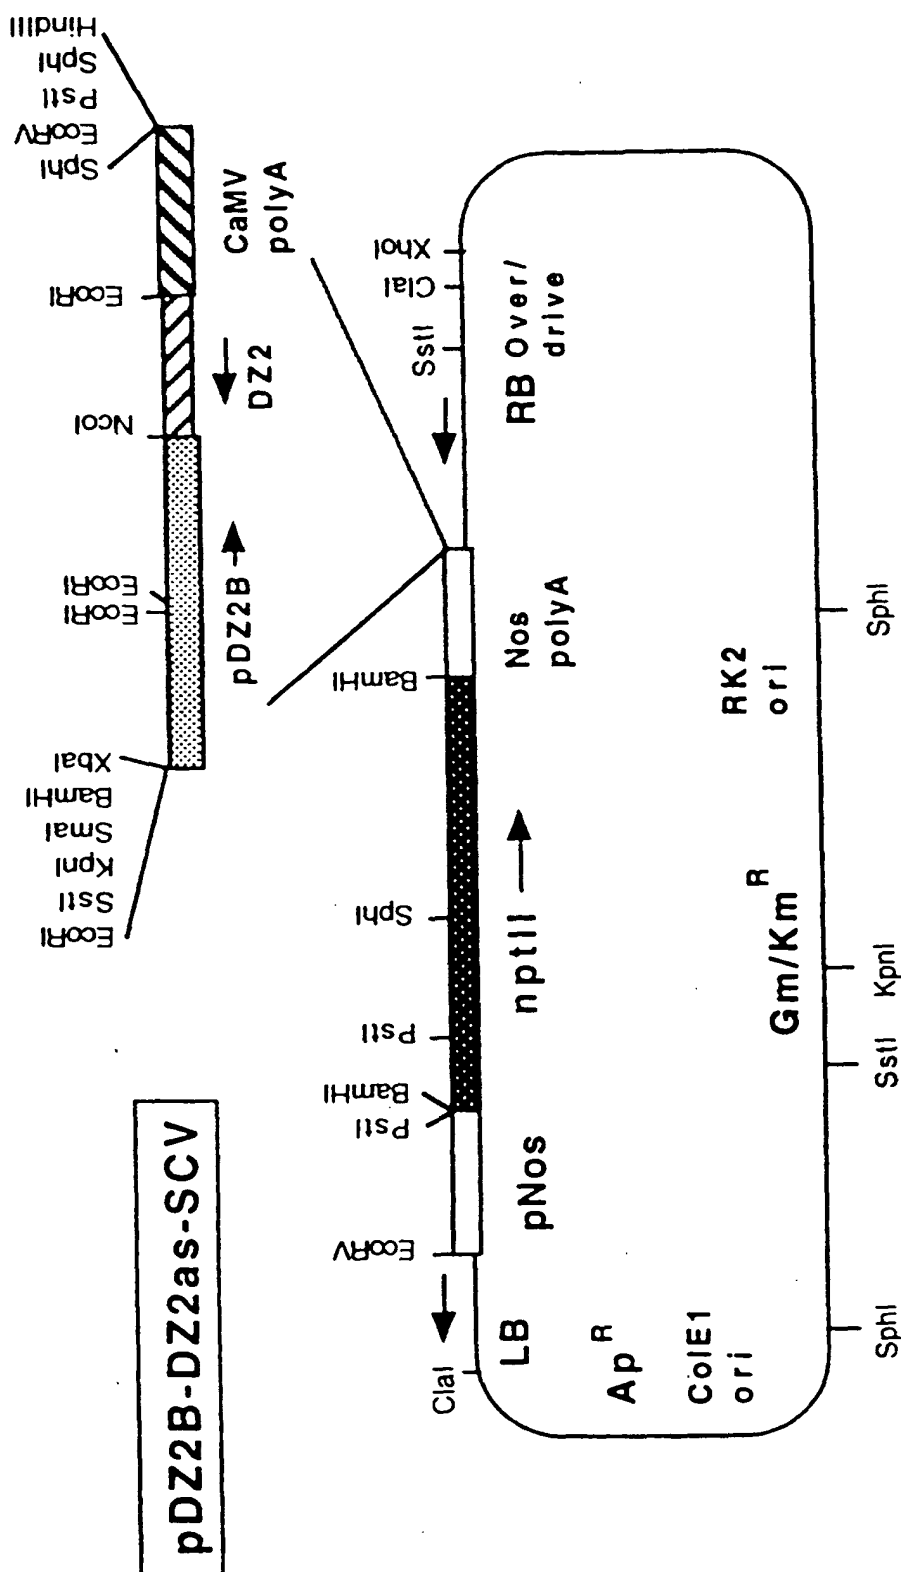 pDZ2B-DZ2as-SCV
HindIII
SphI
PstI
EcoRV
SphI
EcoRI
NcoI
EcoRI
EcoRI
XbaI
BamHI
SmaI
KpnI
SstI
EcoRI
CaMV
polyA
DZ2
pDZ2B
XhoI
ClaI
SstI
BamHI
SphI
PstI
BamHI
PstI
EcoRV
ClaI
RB Over/
drive
Nos
polyA
nptII
pNos
LB
Ap R
ColE1
ori
Gm/Km R
RK2
ori
SphI
KpnI
SstI
SphI